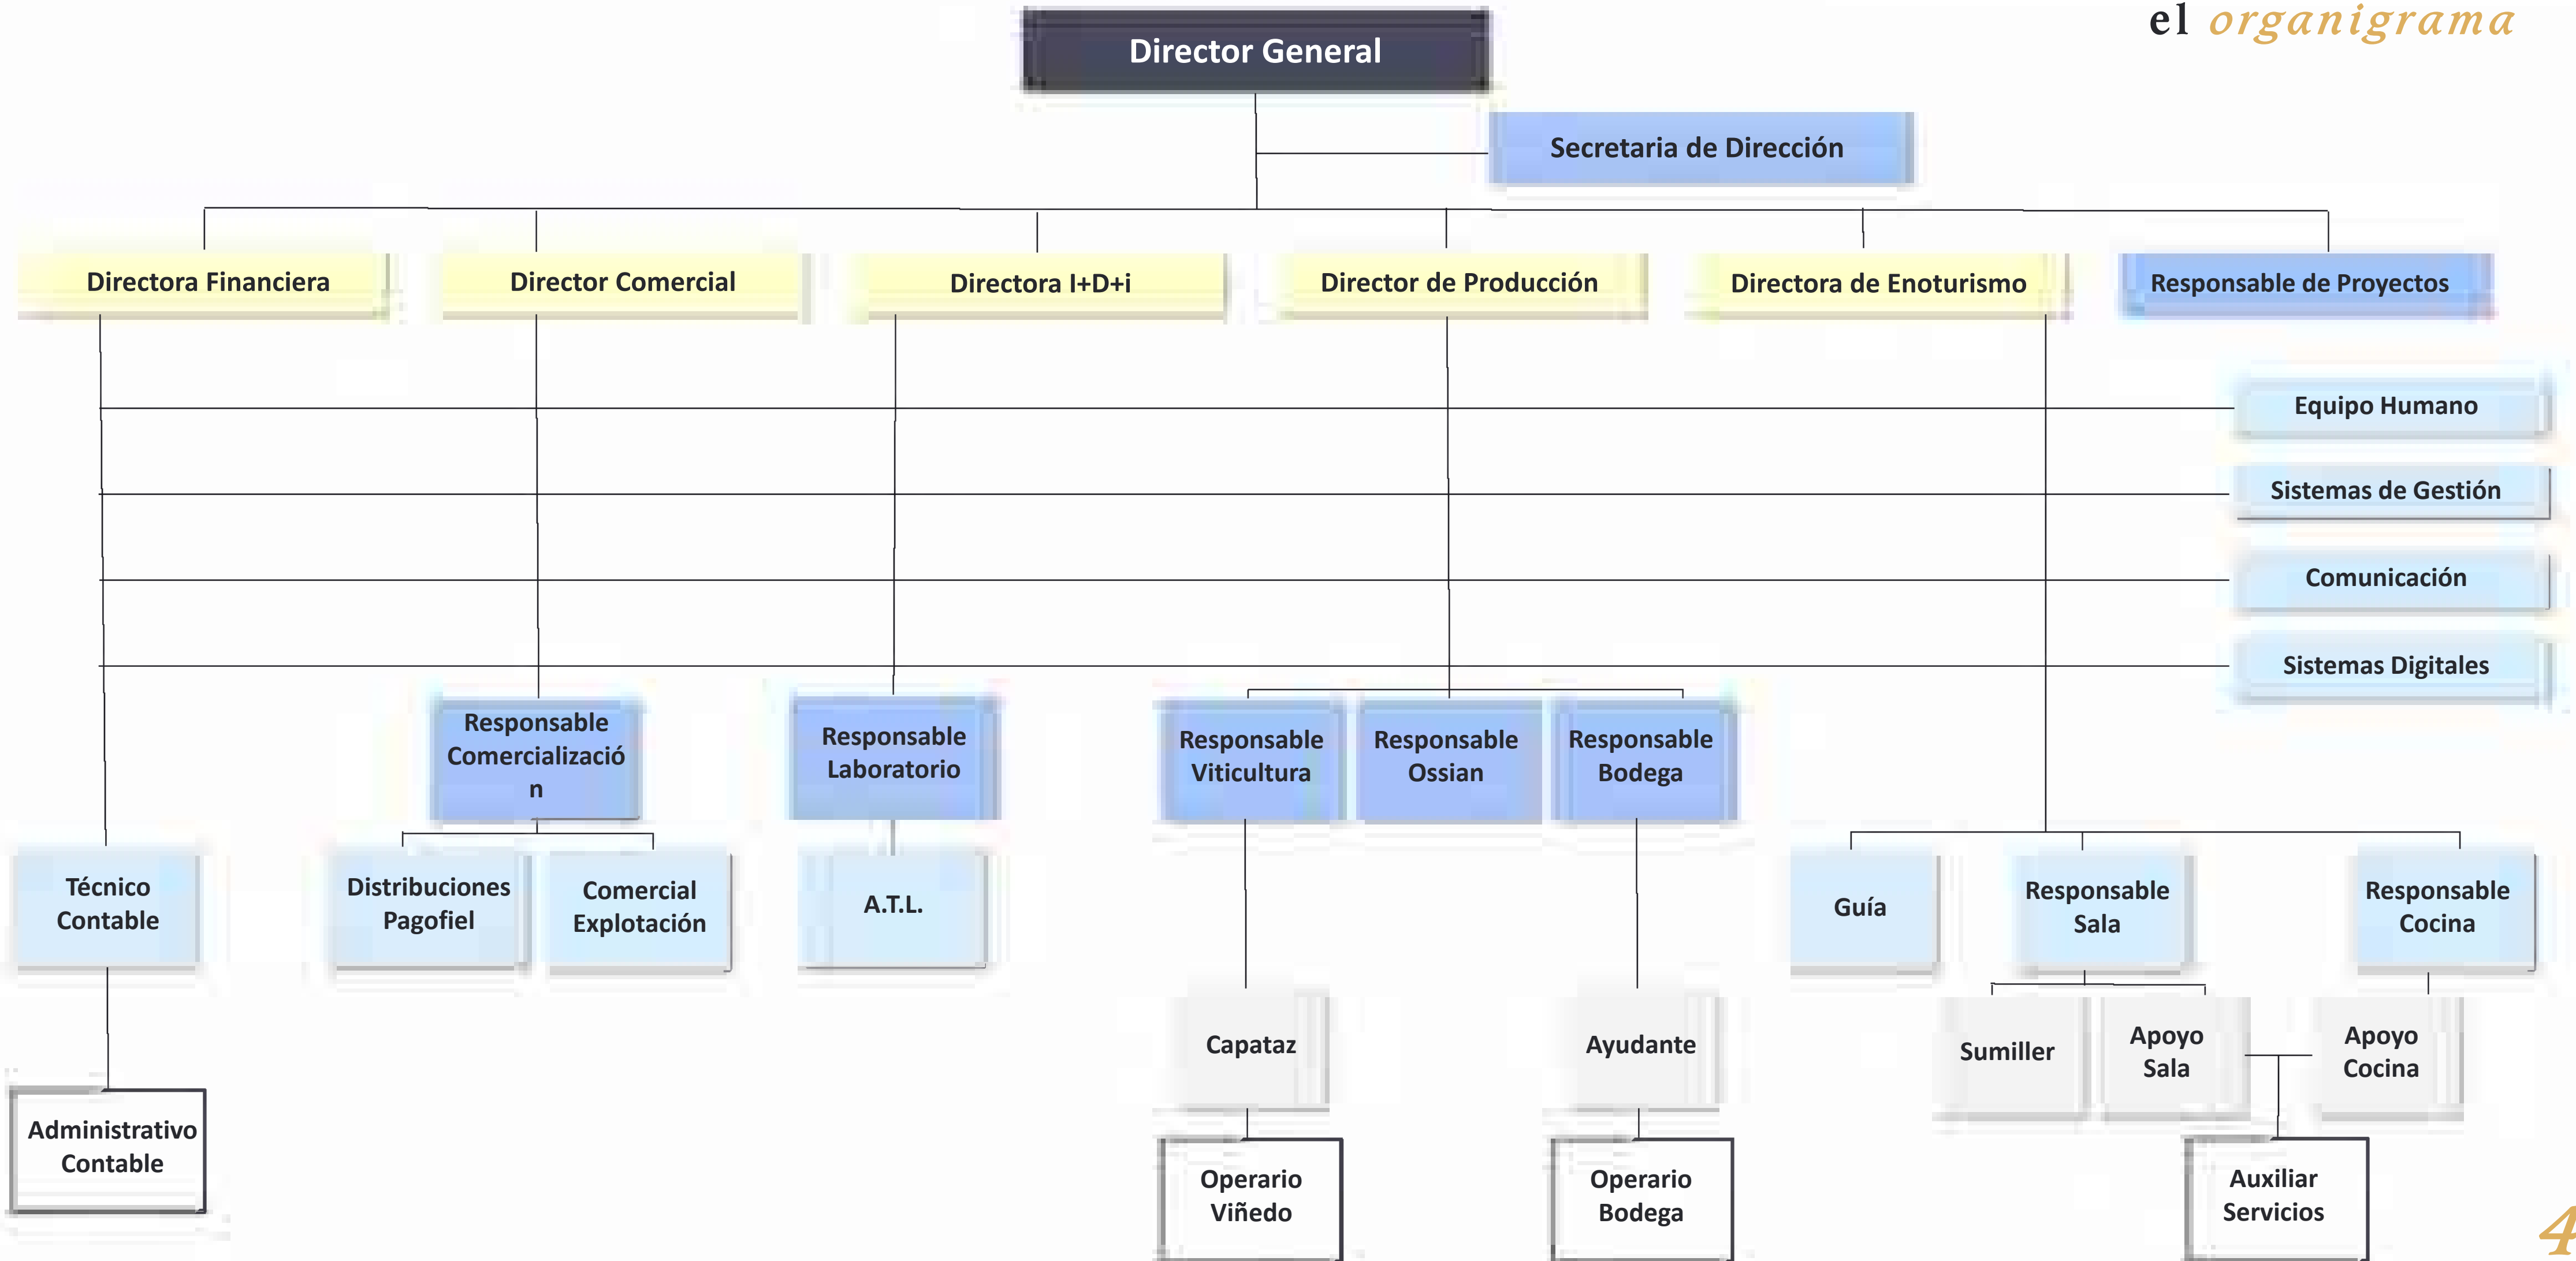 el organigrama
Director General
Secretaria de Dirección
Directora Financiera
Director Comercial
Directora I+D+i
Director de Producción
Directora de Enoturismo
Responsable de Proyectos
Equipo Humano
Sistemas de Gestión
Comunicación
Sistemas Digitales
Responsable
Comercializació
n
Responsable
Laboratorio
Responsable
Viticultura
Responsable
Ossian
Responsable
Bodega
Técnico
Contable
Distribuciones
Pagofiel
Comercial
Explotación
A.T.L.
Guía
Responsable
Sala
Responsable
Cocina
Capataz
Ayudante
Sumiller
Apoyo
Sala
Apoyo
Cocina
Administrativo
Contable
Operario
Viñedo
Operario
Bodega
Auxiliar
Servicios
4